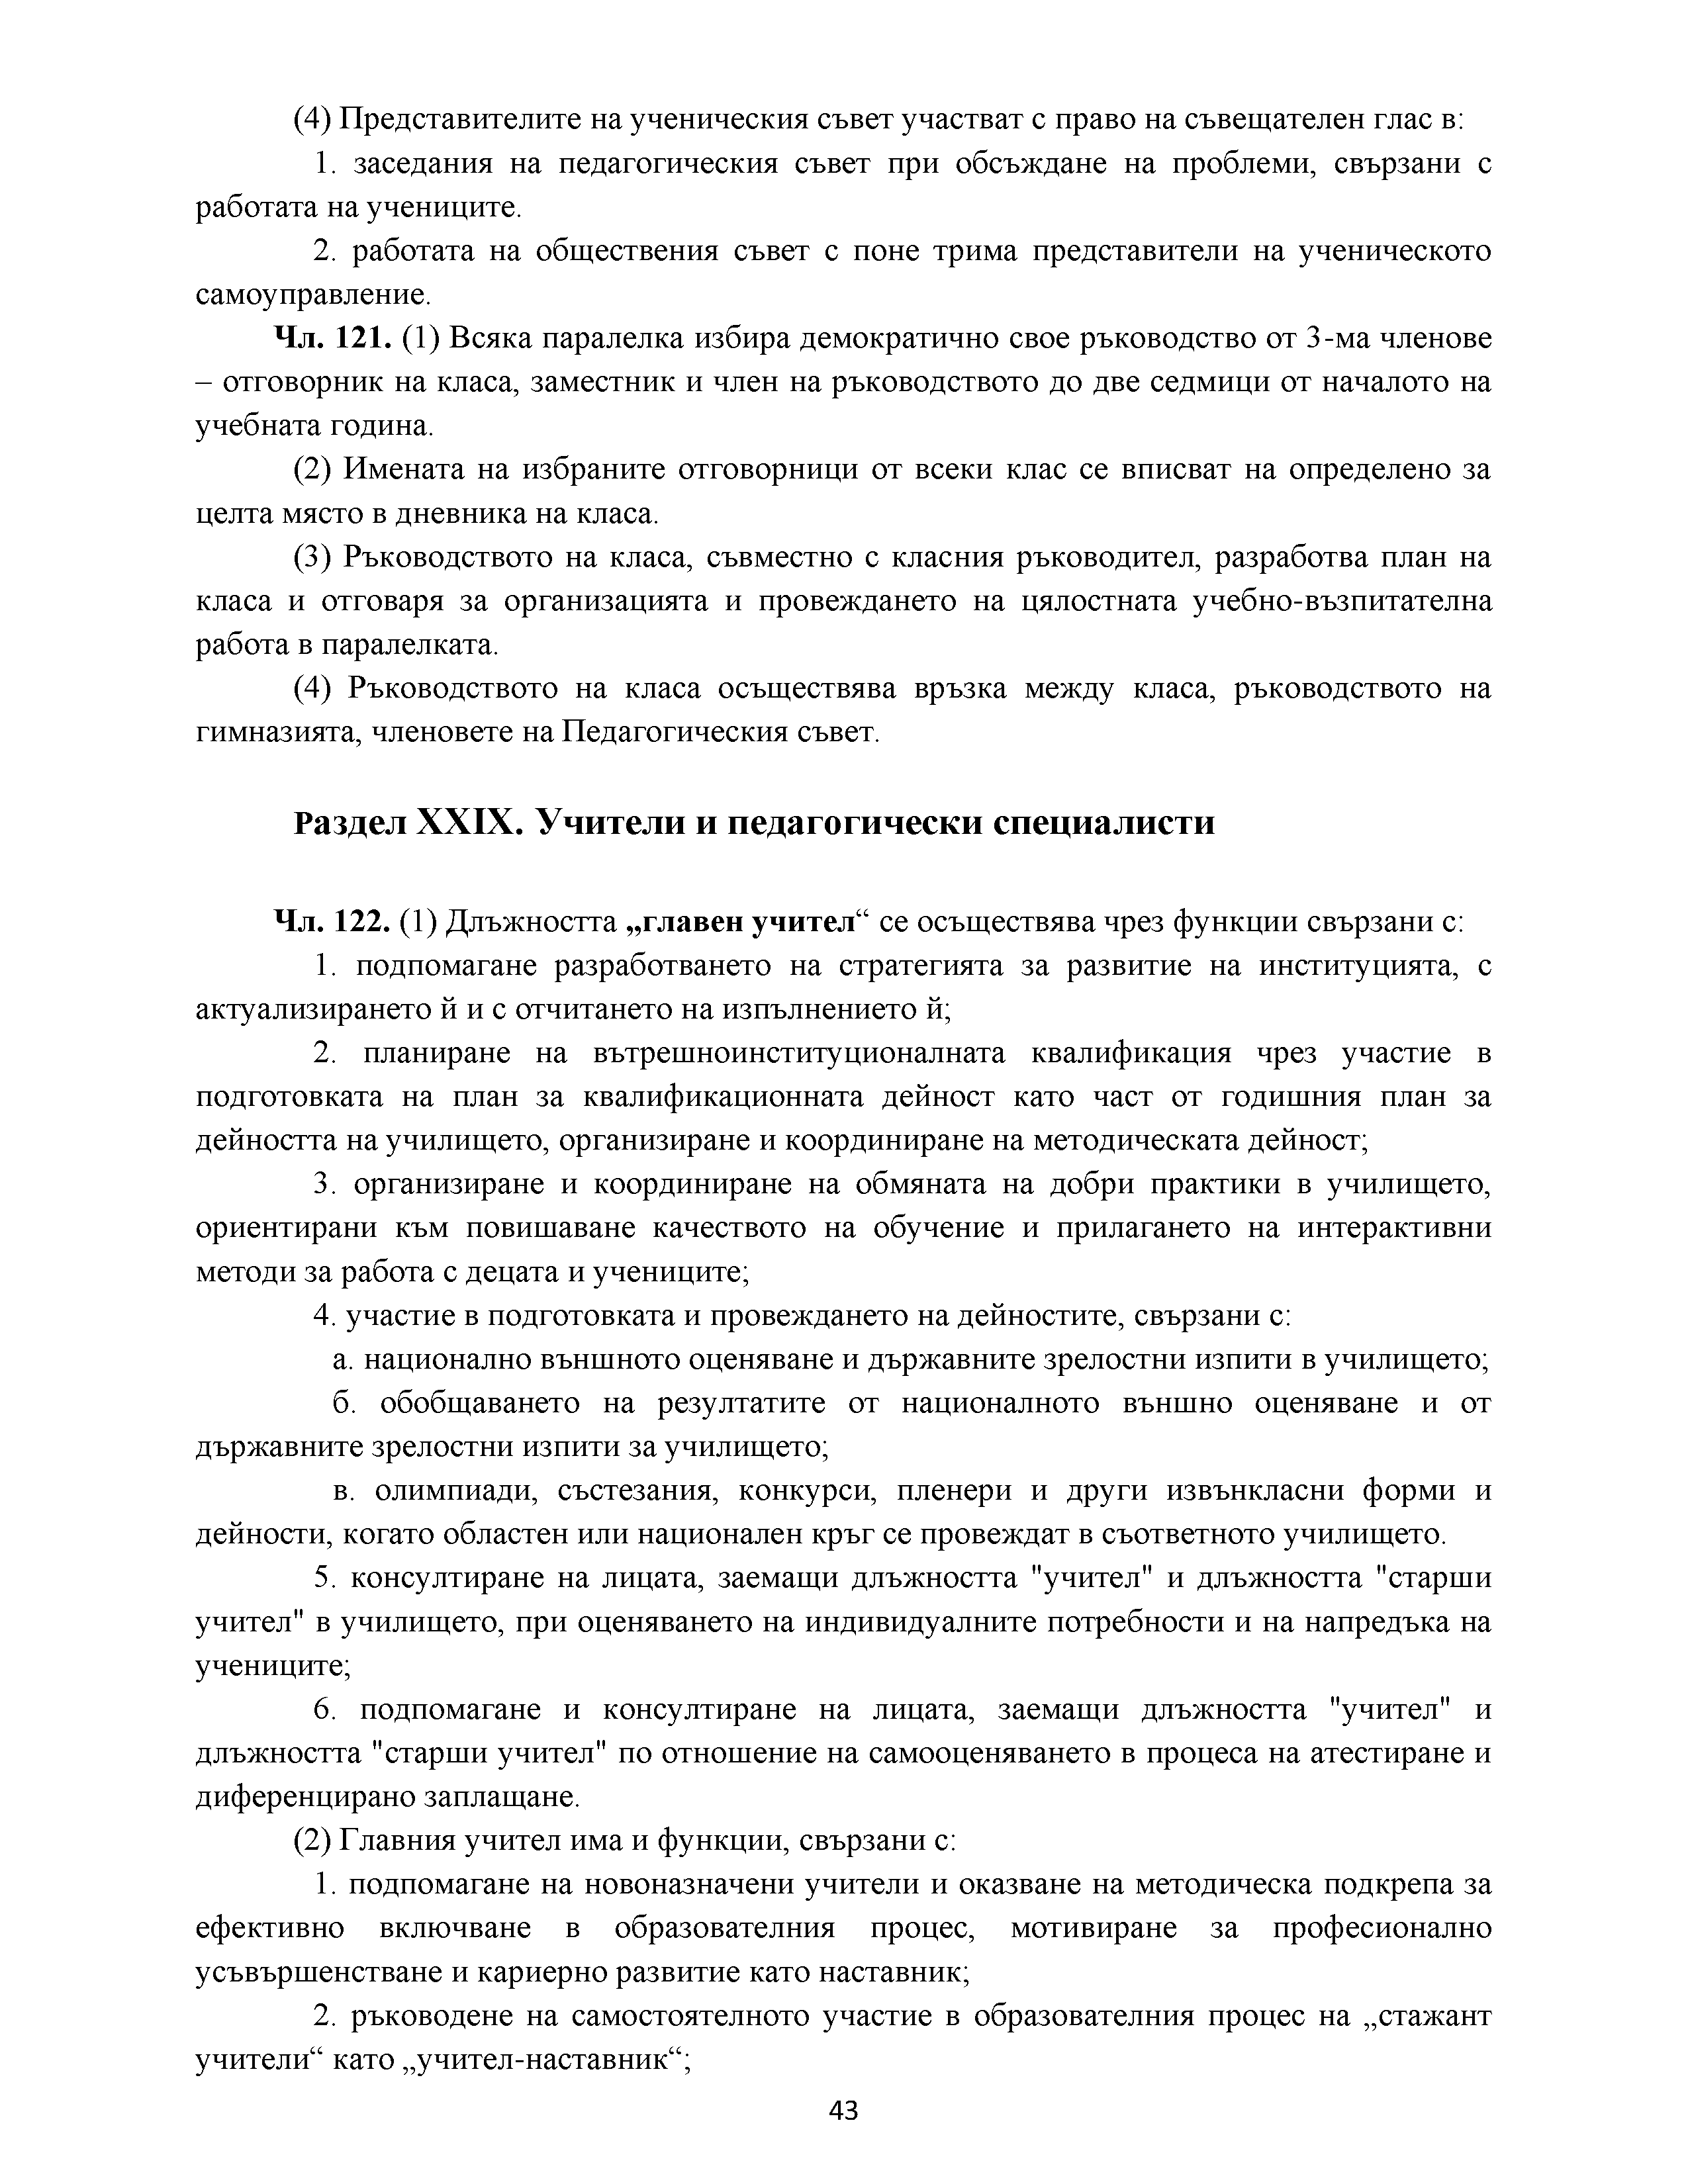 (4) Представителите на ученическия съвет участват с право на съвещателен глас в:
1. заседания на педагогическия съвет при обсъждане на проблеми, свързани с
работата на учениците.
2. работата на обществения съвет с поне трима представители на ученическото
самоуправление.
Чл. 121. (1) Всяка паралелка избира демократично свое ръководство от 3-ма членове
– отговорник на класа, заместник и член на ръководството до две седмици от началото на
учебната година.
(2) Имената на избраните отговорници от всеки клас се вписват на определено за
целта място в дневника на класа.
(3) Ръководството на класа, съвместно с класния ръководител, разработва план на
класа и отговаря за организацията и провеждането на цялостната учебно-възпитателна
работа в паралелката.
(4) Ръководството на класа осъществява връзка между класа, ръководството на
гимназията, членовете на Педагогическия съвет.
Раздел XXIX. Учители и педагогически специалисти
Чл. 122. (1) Длъжността „главен учител“ се осъществява чрез функции свързани с:
1. подпомагане разработването на стратегията за развитие на институцията, с
актуализирането й и с отчитането на изпълнението й;
2. планиране на вътрешноинституционалната квалификация чрез участие в
подготовката на план за квалификационната дейност като част от годишния план за
дейността на училището, организиране и координиране на методическата дейност;
3. организиране и координиране на обмяната на добри практики в училището,
ориентирани към повишаване качеството на обучение и прилагането на интерактивни
методи за работа с децата и учениците;
4. участие в подготовката и провеждането на дейностите, свързани с:
а. национално външното оценяване и държавните зрелостни изпити в училището;
б. обобщаването на резултатите от националното външно оценяване и от
държавните зрелостни изпити за училището;
в. олимпиади, състезания, конкурси, пленери и други извънкласни форми и
дейности, когато областен или национален кръг се провеждат в съответното училището.
5. консултиране на лицата, заемащи длъжността "учител" и длъжността "старши
учител" в училището, при оценяването на индивидуалните потребности и на напредъка на
учениците;
6. подпомагане и консултиране на лицата, заемащи длъжността "учител" и
длъжността "старши учител" по отношение на самооценяването в процеса на атестиране и
диференцирано заплащане.
(2) Главния учител има и функции, свързани с:
1. подпомагане на новоназначени учители и оказване на методическа подкрепа за
ефективно включване в образователния процес, мотивиране за професионално
усъвършенстване и кариерно развитие като наставник;
2. ръководене на самостоятелното участие в образователния процес на „стажант
учители“ като „учител-наставник“;
43